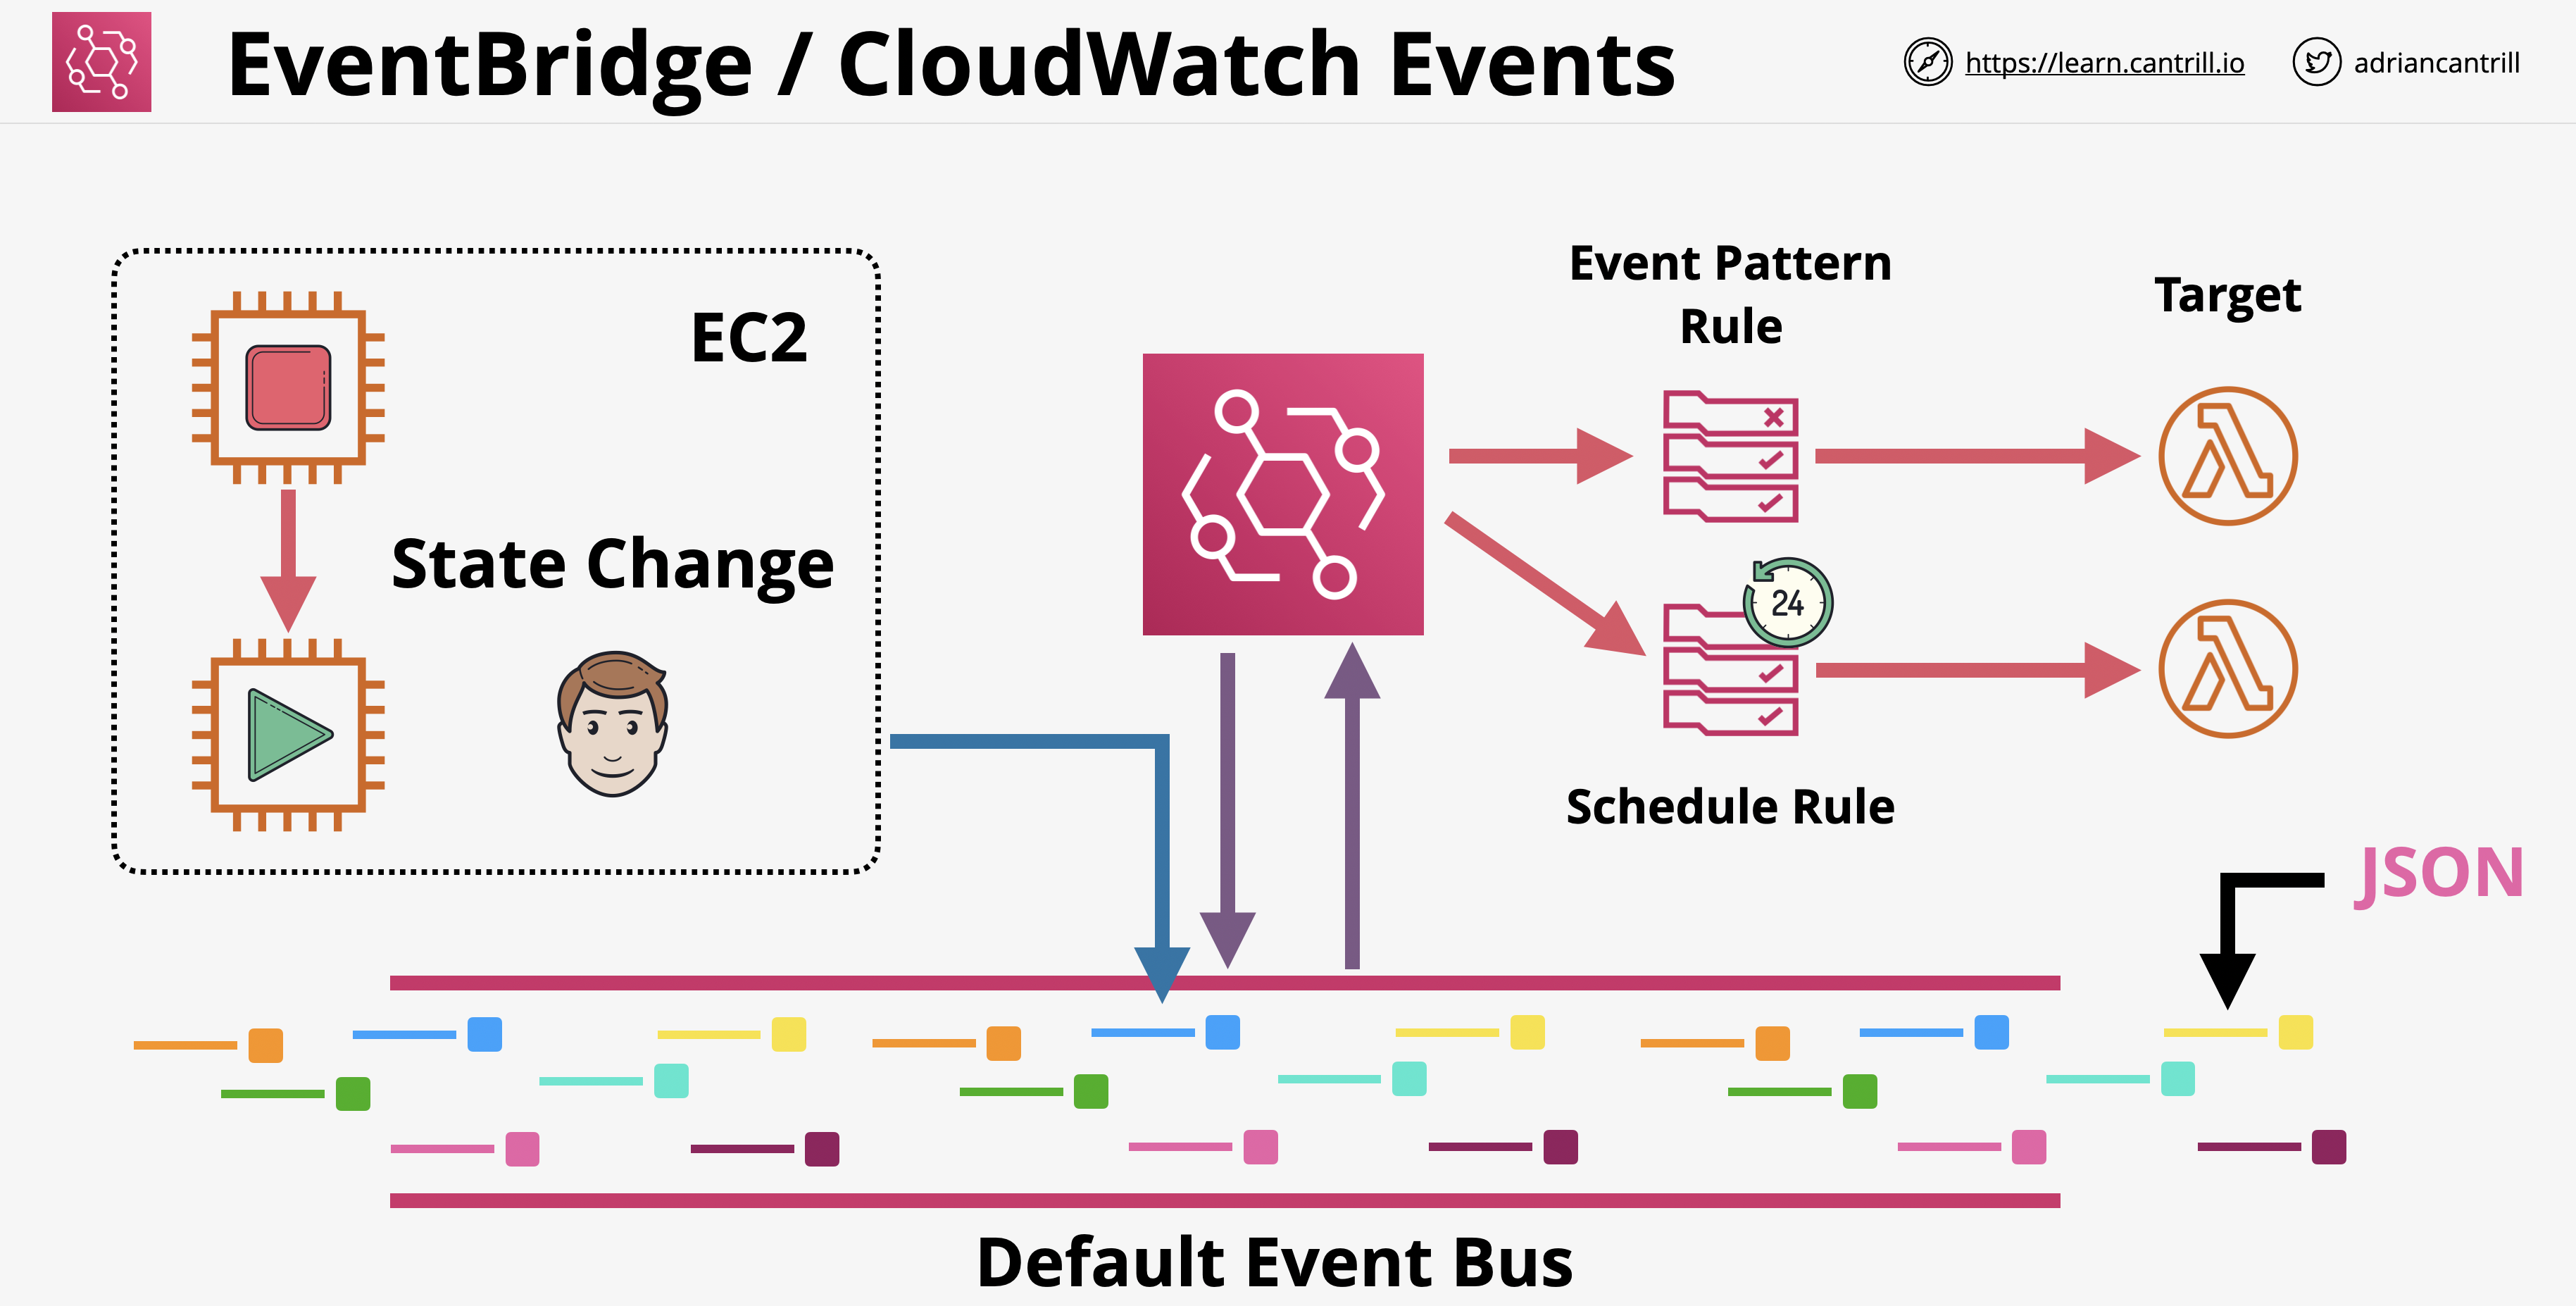 EventBridge / CloudWatch Events
https://learn.cantrill.io
adriancantrill
EC2
State Change
Event Pattern
Rule
Target
24
Schedule Rule
JSON
Default Event Bus